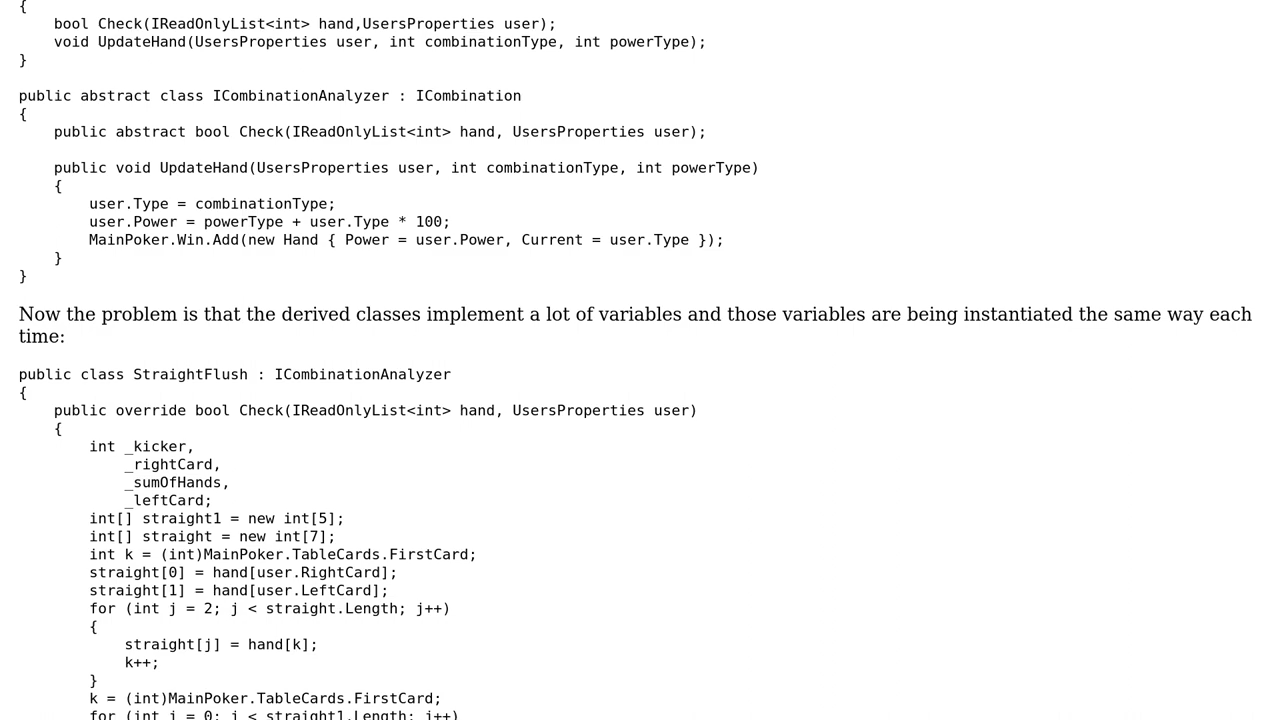 {
    bool Check(IReadOnlyList<int> hand,UsersProperties user);
    void UpdateHand(UsersProperties user, int combinationType, int powerType);
}
public abstract class ICombinationAnalyzer : ICombination
{
    public abstract bool Check(IReadOnlyList<int> hand, UsersProperties user);
    public void UpdateHand(UsersProperties user, int combinationType, int powerType)
    {
        user.Type = combinationType;
        user.Power = powerType + user.Type * 100;
        MainPoker.Win.Add(new Hand { Power = user.Power, Current = user.Type });
    }
}
Now the problem is that the derived classes implement a lot of variables and those variables are being instantiated the same way each
time:
public class StraightFlush : ICombinationAnalyzer
{
    public override bool Check(IReadOnlyList<int> hand, UsersProperties user)
    {
        int _kicker,
            _rightCard,
            _sumOfHands,
            _leftCard;
        int[] straight1 = new int[5];
        int[] straight = new int[7];
        int k = (int)MainPoker.TableCards.FirstCard;
        straight[0] = hand[user.RightCard];
        straight[1] = hand[user.LeftCard];
        for (int j = 2; j < straight.Length; j++)
        {
            straight[j] = hand[k];
            k++;
        }
        k = (int)MainPoker.TableCards.FirstCard;
        for (int i = 0; i < straight1.Length; i++)